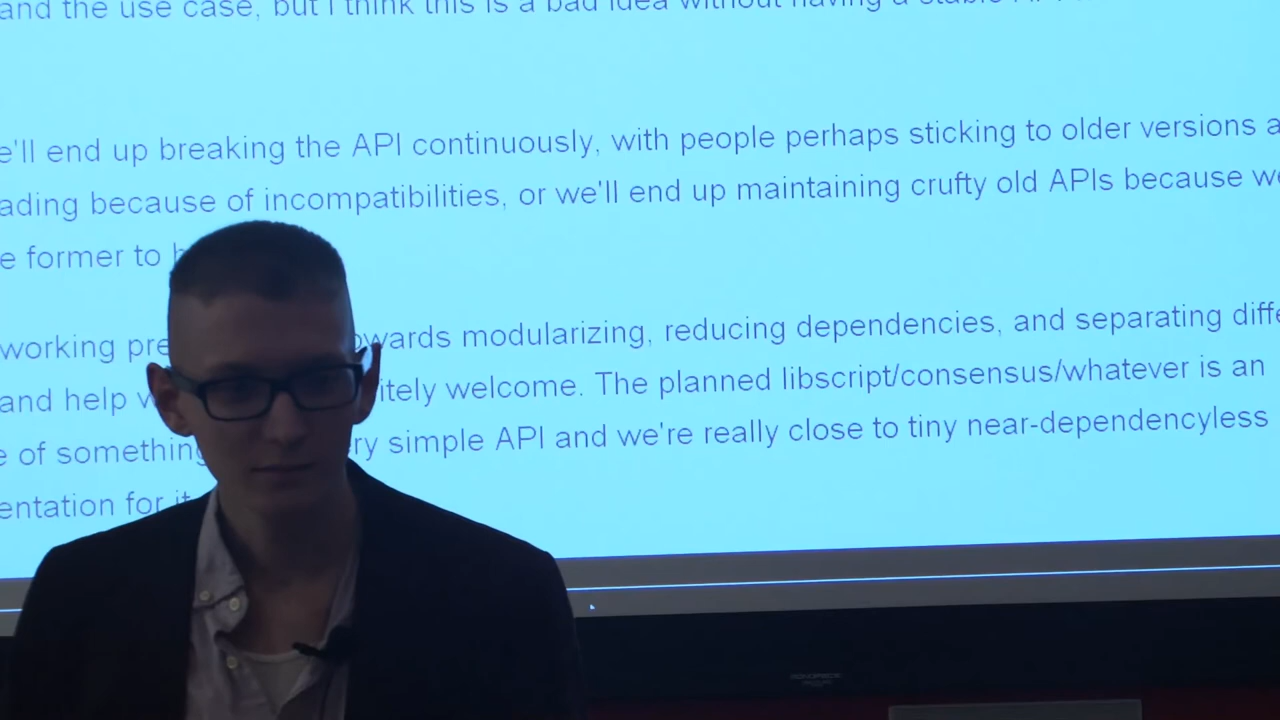 and the use case, but I think this is a bad idea without having a stable API
e'll end up breaking the API continuously, with people perhaps sticking to older versions a
ading because of incompatibilities, or we'll end up maintaining crufty old APIs because we
e former to
working pre owards modularizing, reducing dependencies, and separating diffe
and help w itely welcome. The planned libscript/consensus/whatever is an
e of something ry simple API and we're really close to tiny near-dependencyless
entation for it